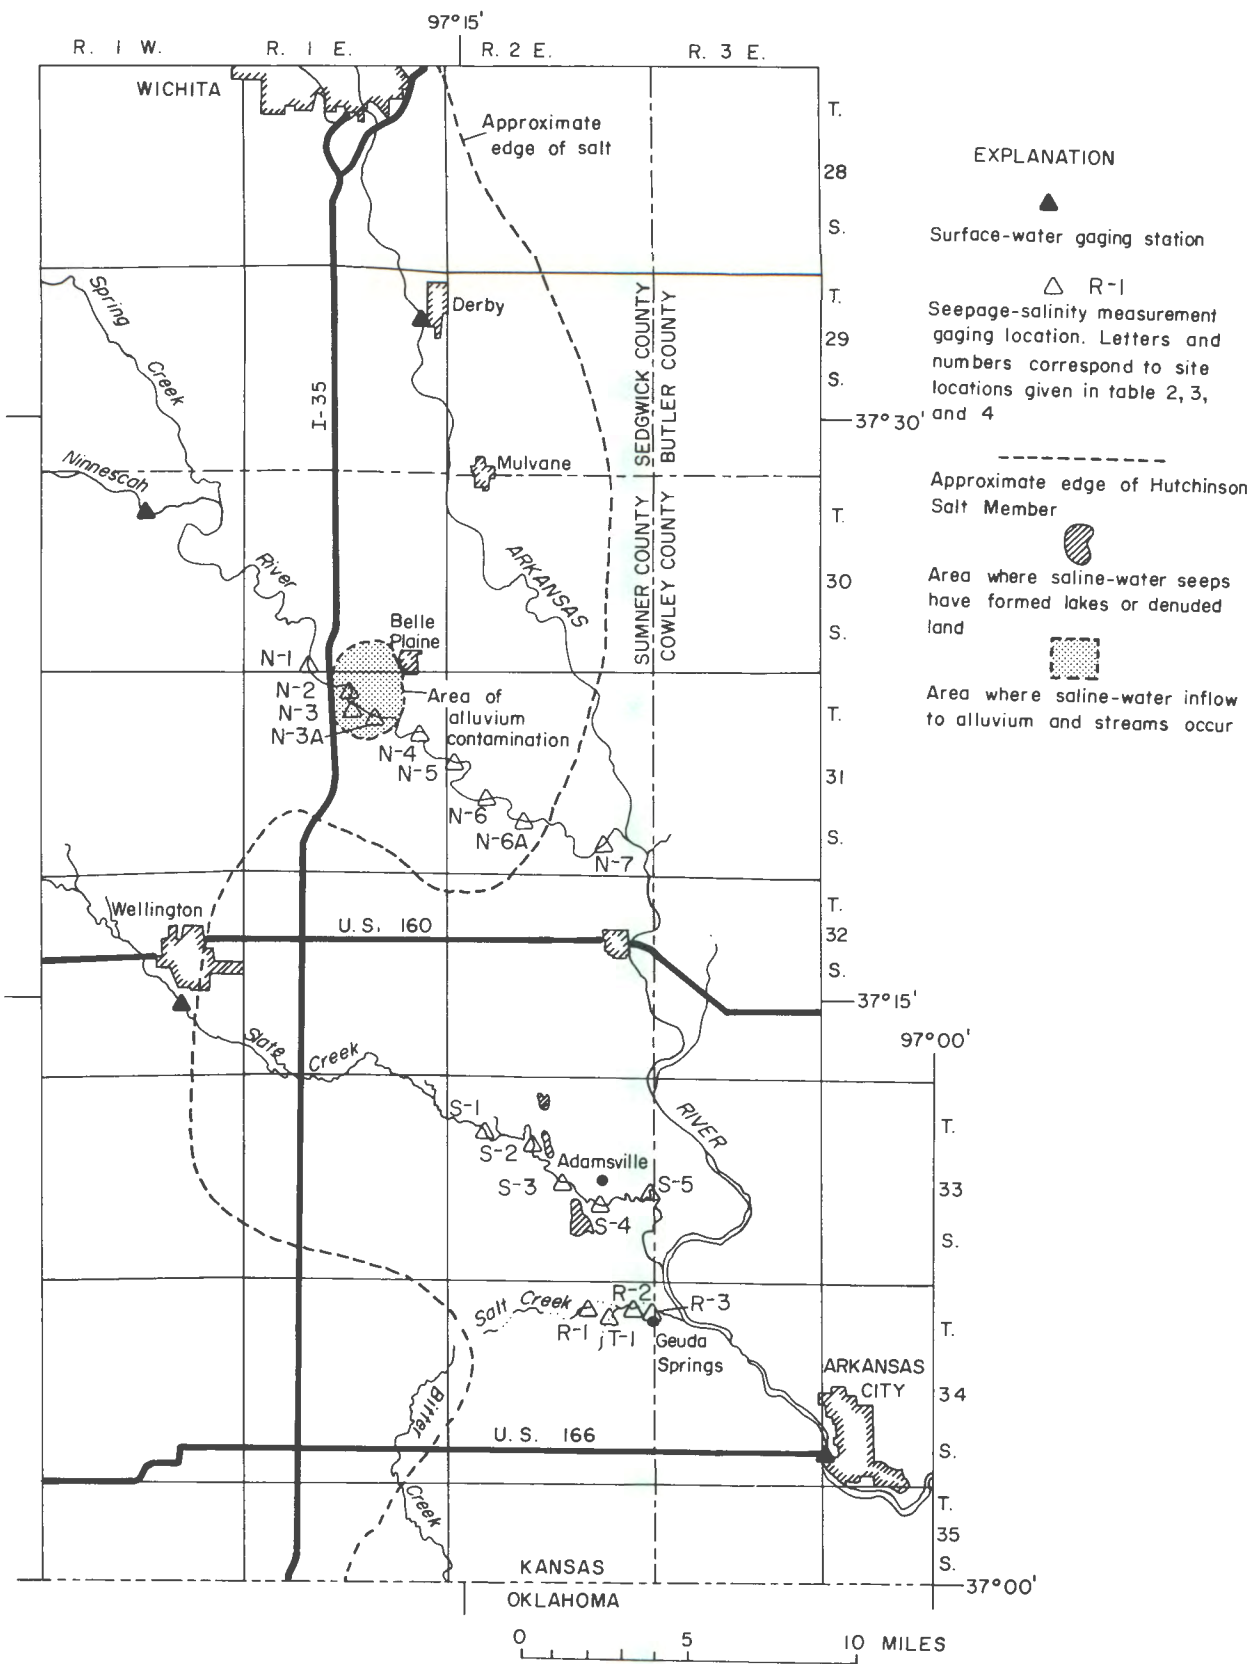 97°15'
R. 1 W.
R. 1 E.
R. 2 E.
R. 3 E.
WICHITA
Approximate
edge of salt
T.
28
S.
EXPLANATION
Surface-water gaging station
R-1
Seepage-salinity measurement
gaging location. Letters and
numbers correspond to site
locations given in table 2, 3,
and 4
Approximate edge of Hutchinson
Salt Member
Area where saline-water seeps
have formed lakes or denuded
land
Area where saline-water inflow
to alluvium and streams occur
Spring
Creek
Derby
SEDGWICK COUNTY
BUTLER COUNTY
T.
29
S.
I-35
37°30'
Ninnescah
River
Mulvane
ARKANSAS
SUMNER COUNTY
COWLEY COUNTY
T.
30
S.
Belle
Plaine
N-1
N-2
N-3
N-3A
Area of
alluvium
contamination
N-4
N-5
N-6
N-6A
N-7
T.
31
S.
Wellington
U.S. 160
T.
32
S.
37°15'
97°00'
Slate
Creek
RIVER
S-1
S-2
Adamsville
S-3
S-5
S-4
T.
33
S.
Salt Creek
R-2
R-3
R-1
T-1
Geuda
Springs
T.
34
S.
ARKANSAS
CITY
Bitter
Creek
U.S. 166
T.
35
S.
KANSAS
OKLAHOMA
37°00'
0
5
10 MILES